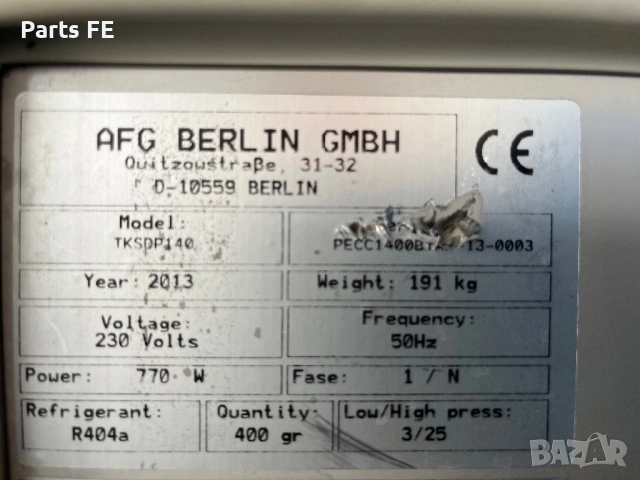 Parts FE
AFG BERLIN GMBH
Quitzowstraße, 31-32
D-10559 BERLIN
CE
Model:
TKSDP140
13-0003
Year: 2013
Weight: 191 kg
Voltage:
230 Volts
Frequency:
50Hz
Power: 770 W
Fase: 1 / N
Refrigerant:
R404a
Quantity:
400 gr
Low/High press:
3/25
BAZAR